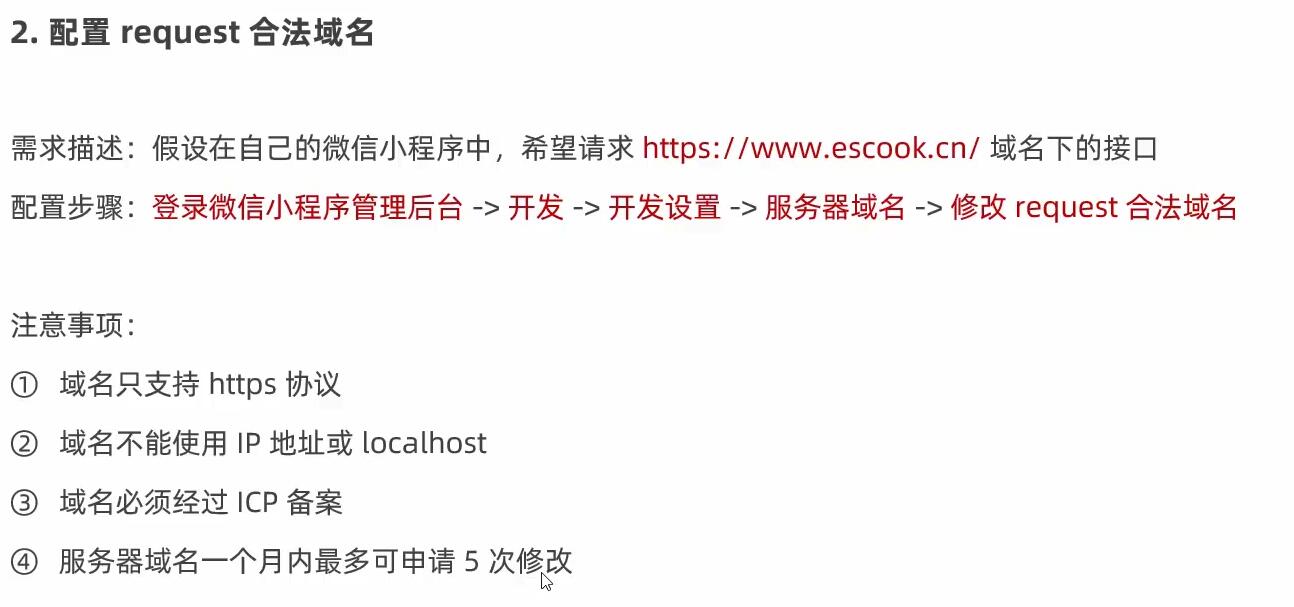 2. 配置 request 合法域名
需求描述：假设在自己的微信小程序中，希望请求 https://www.escook.cn/ 域名下的接口
配置步骤：登录微信小程序管理后台 -> 开发 -> 开发设置 -> 服务器域名 -> 修改 request 合法域名
注意事项：
① 域名只支持 https 协议
② 域名不能使用 IP 地址或 localhost
③ 域名必须经过 ICP 备案
④ 服务器域名一个月内最多可申请 5 次修改